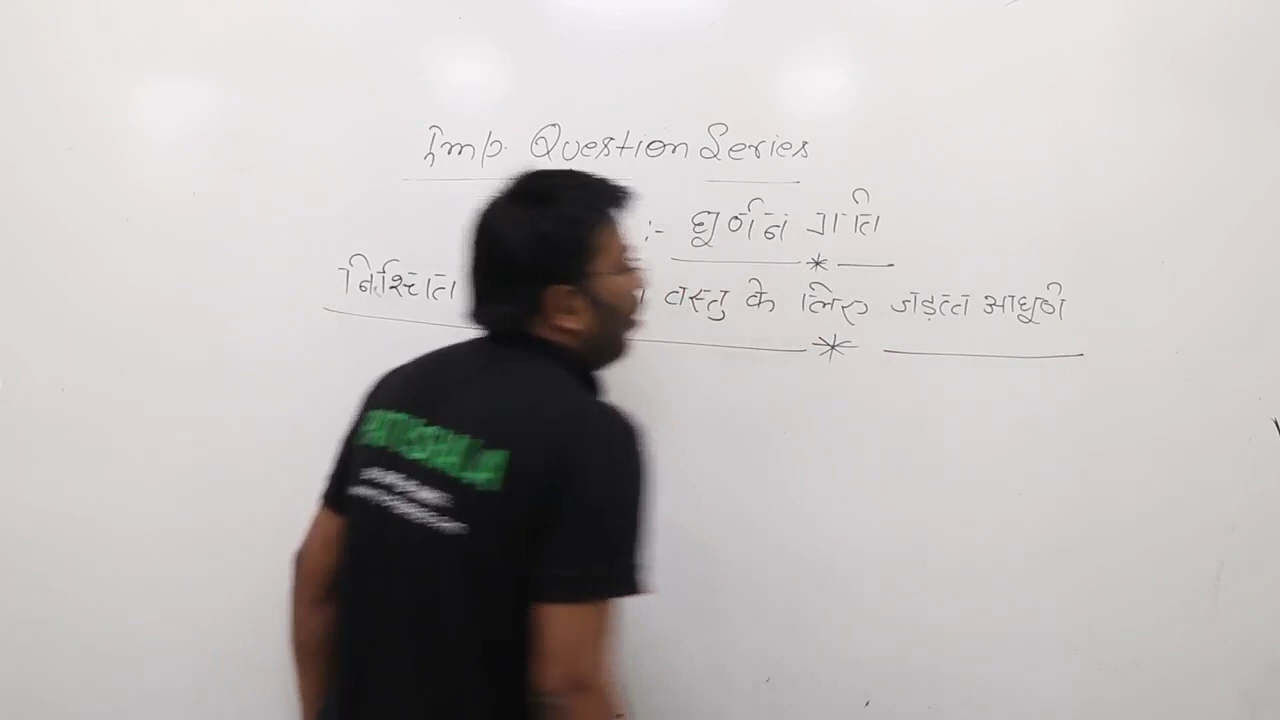 Imp. Question Series
:- घूर्णन गति
निश्चित वस्तु के लिए जड़त्व आघूर्ण